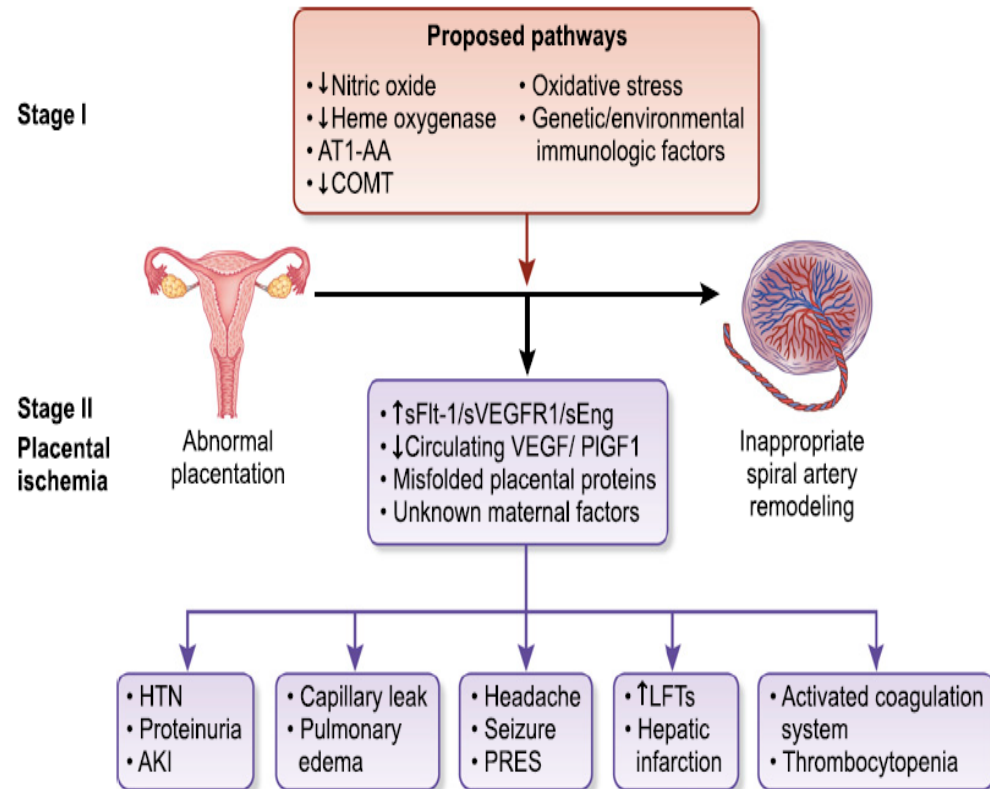 Proposed pathways
• ↓Nitric oxide
• ↓Heme oxygenase
• AT1-AA
• ↓COMT
• Oxidative stress
• Genetic/environmental
immunologic factors
Stage I
Stage II
Placental
ischemia
Abnormal
placentation
• ↑sFlt-1/sVEGFR1/sEng
• ↓Circulating VEGF/ PlGF1
• Misfolded placental proteins
• Unknown maternal factors
Inappropriate
spiral artery
remodeling
• HTN
• Proteinuria
• AKI
• Capillary leak
• Pulmonary
edema
• Headache
• Seizure
• PRES
• ↑LFTs
• Hepatic
infarction
• Activated coagulation
system
• Thrombocytopenia